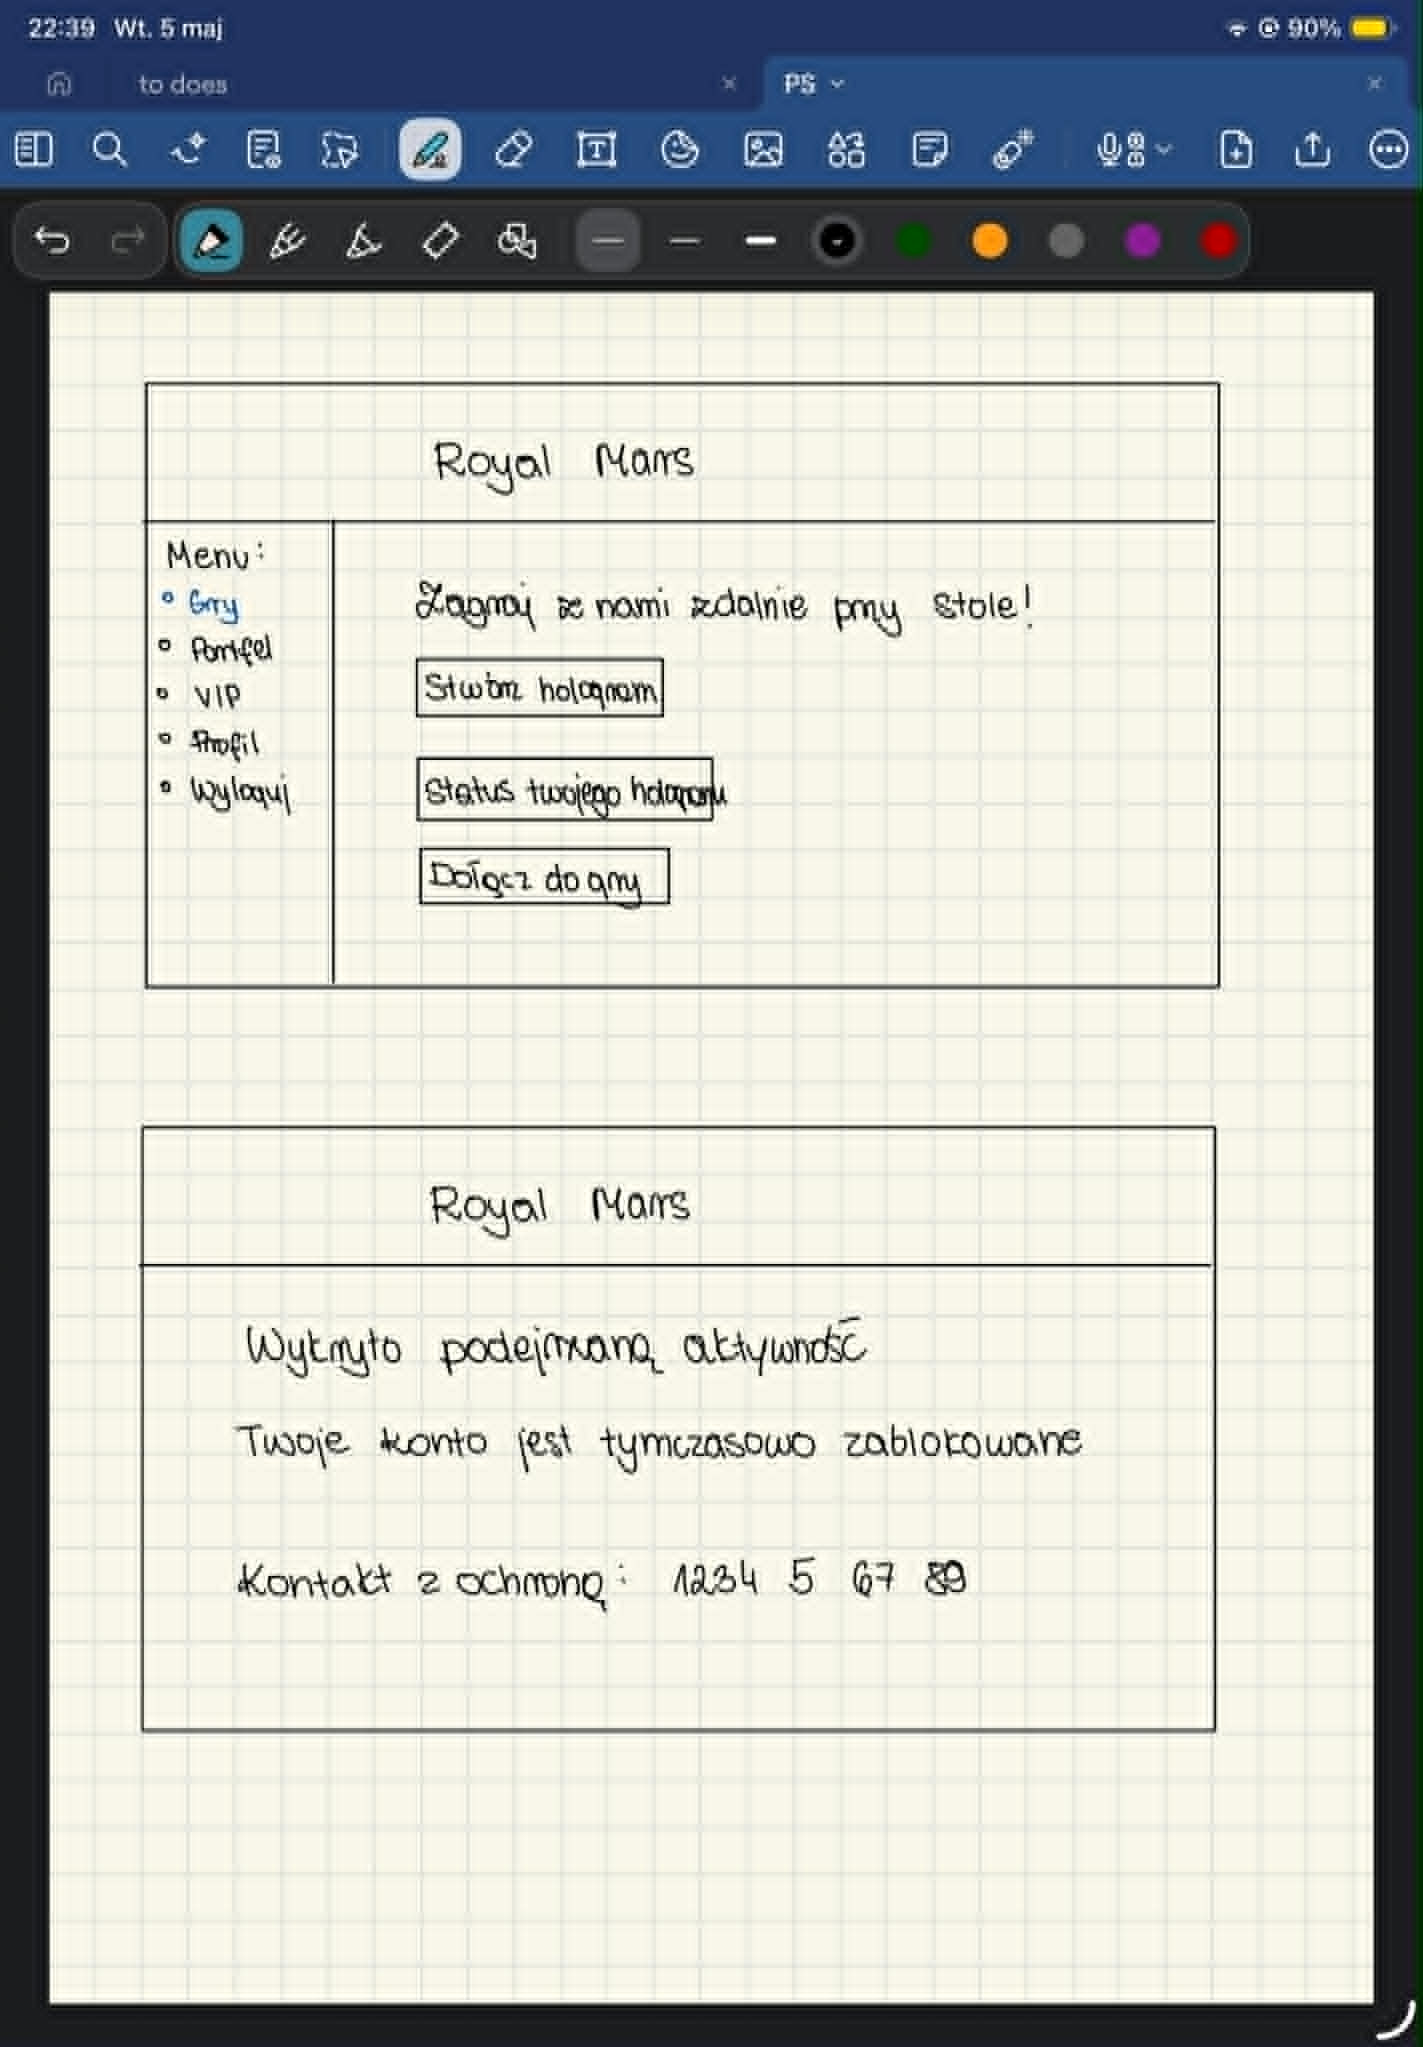 22:39 Wt. 5 maj
90%
to does
PS
Royal Mars
Menu:
Gry
Portfel
VIP
Profil
Wyloguj
Zagraj ze nami zdalnie przy stole!
Stwórz hologram
Status twojego hologramu
Dołącz do gry
Royal Mars
Wykryto podejrzaną aktywność
Twoje konto jest tymczasowo zablokowane
Kontakt z ochroną: 1234 5 67 89